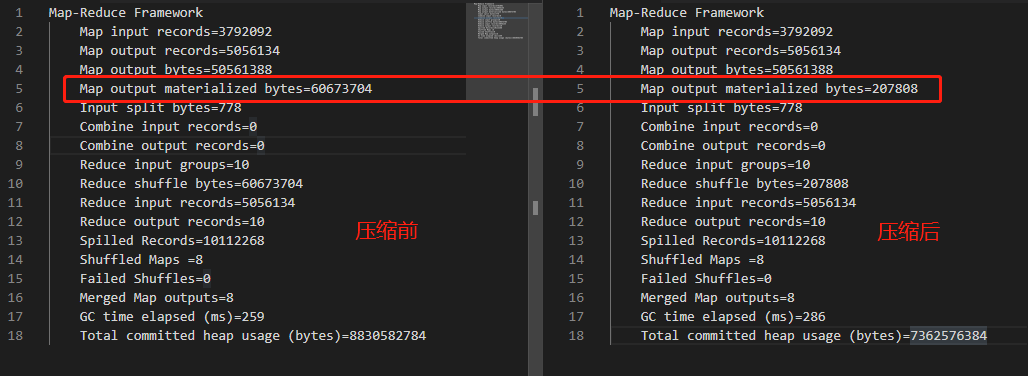 1 Map-Reduce Framework
2 Map input records=3792092
3 Map output records=5056134
4 Map output bytes=50561388
5 Map output materialized bytes=60673704
6 Input split bytes=778
7 Combine input records=0
8 Combine output records=0
9 Reduce input groups=10
10 Reduce shuffle bytes=60673704
11 Reduce input records=5056134
12 Reduce output records=10
13 Spilled Records=10112268
14 Shuffled Maps =8
15 Failed Shuffles=0
16 Merged Map outputs=8
17 GC time elapsed (ms)=259
18 Total committed heap usage (bytes)=8830582784
压缩前
1 Map-Reduce Framework
2 Map input records=3792092
3 Map output records=5056134
4 Map output bytes=50561388
5 Map output materialized bytes=207808
6 Input split bytes=778
7 Combine input records=0
8 Combine output records=0
9 Reduce input groups=10
10 Reduce shuffle bytes=207808
11 Reduce input records=5056134
12 Reduce output records=10
13 Spilled Records=10112268
14 Shuffled Maps =8
15 Failed Shuffles=0
16 Merged Map outputs=8
17 GC time elapsed (ms)=286
18 Total committed heap usage (bytes)=7362576384
压缩后